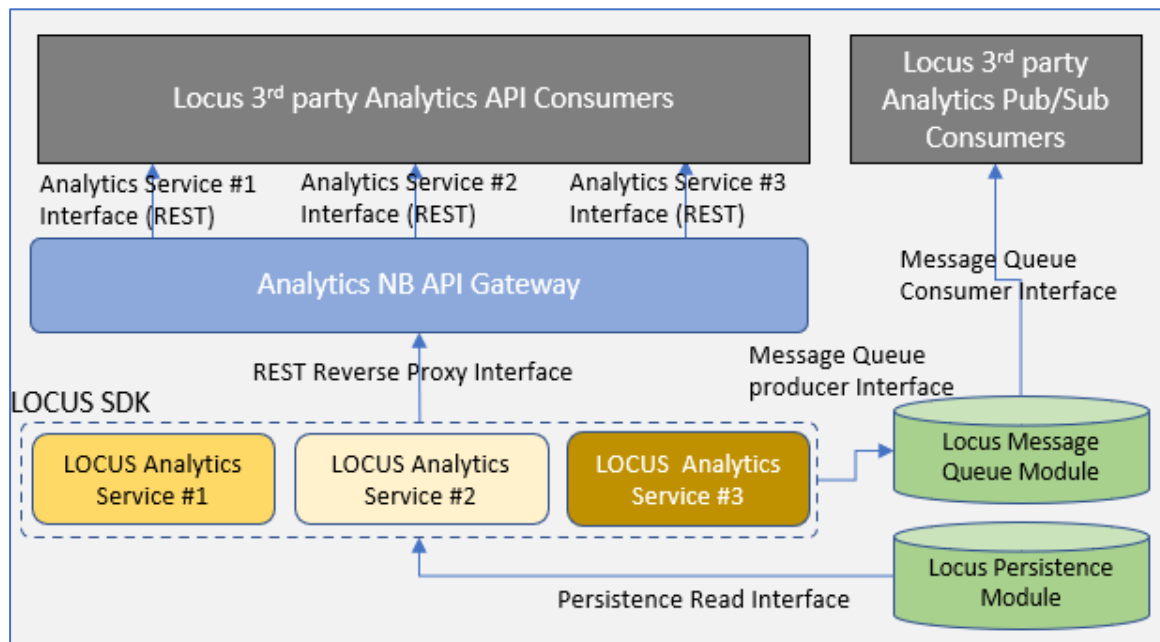 Locus 3rd party Analytics API Consumers
Locus 3rd party
Analytics Pub/Sub
Consumers
Analytics Service #1
Interface (REST)
Analytics Service #2
Interface (REST)
Analytics Service #3
Interface (REST)
Message Queue
Consumer Interface
Analytics NB API Gateway
REST Reverse Proxy Interface
Message Queue
producer Interface
LOCUS SDK
LOCUS Analytics
Service #1
LOCUS Analytics
Service #2
LOCUS Analytics
Service #3
Locus Message
Queue Module
Locus Persistence
Module
Persistence Read Interface